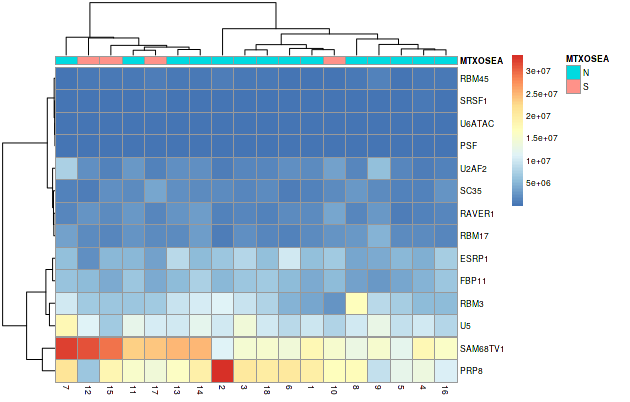 MTXOSEA
RBM45
SRSF1
U6ATAC
PSF
U2AF2
SC35
RAVER1
RBM17
ESRP1
FBP11
RBM3
U5
SAM68TV1
PRP8
7 12 15 11 17 13 14 2 3 18 6 1 10 8 9 5 4 16
3e+07
2.5e+07
2e+07
1.5e+07
1e+07
5e+06
MTXOSEA
N
S